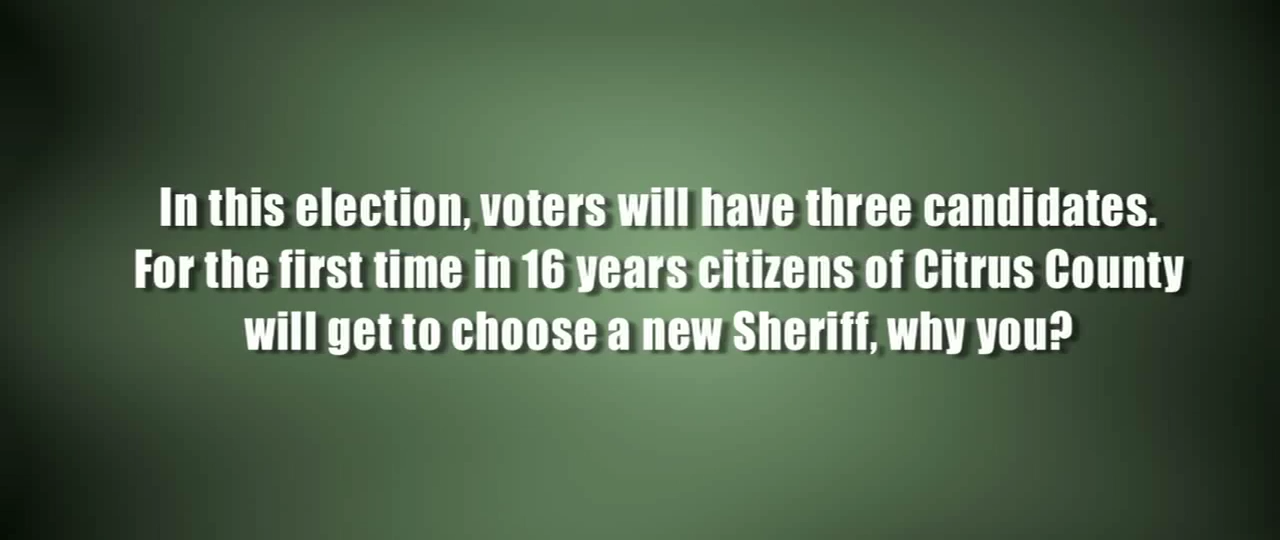 In this election, voters will have three candidates.
For the first time in 16 years citizens of Citrus County
will get to choose a new Sheriff, why you?